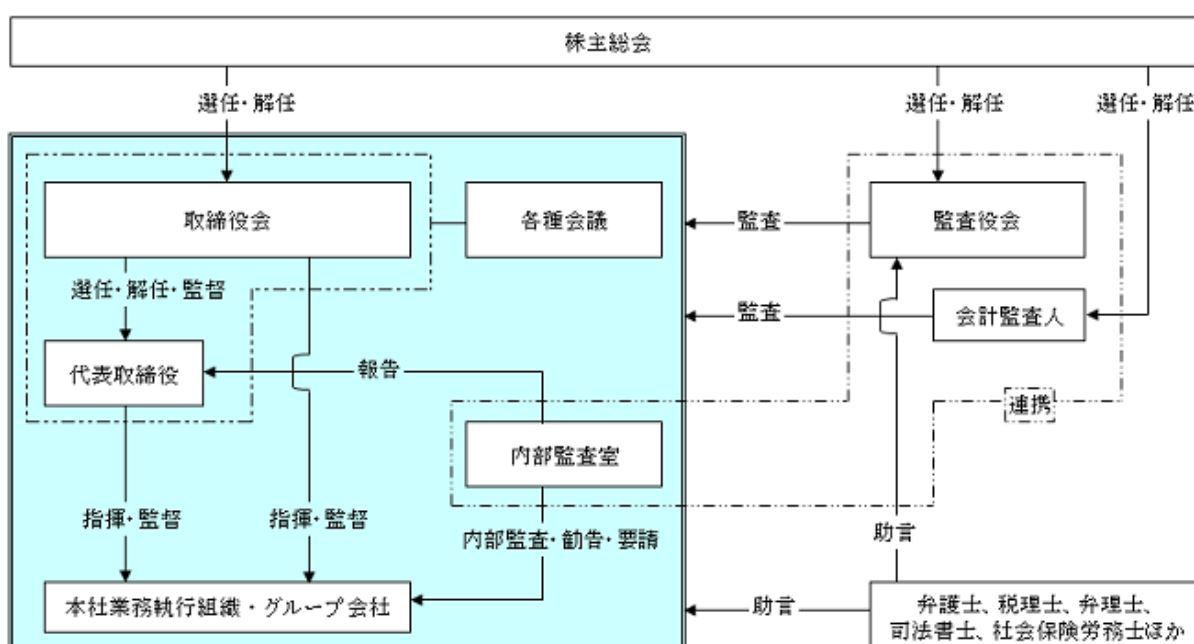 株主総会
選任・解任
選任・解任
選任・解任
取締役会
各種会議
監査
監査役会
選任・解任・監督
監査
会計監査人
代表取締役
報告
連携
内部監査室
指揮・監督
指揮・監督
内部監査・勧告・要請
助言
本社業務執行組織・グループ会社
助言
弁護士、税理士、弁理士、
司法書士、社会保険労務士ほか